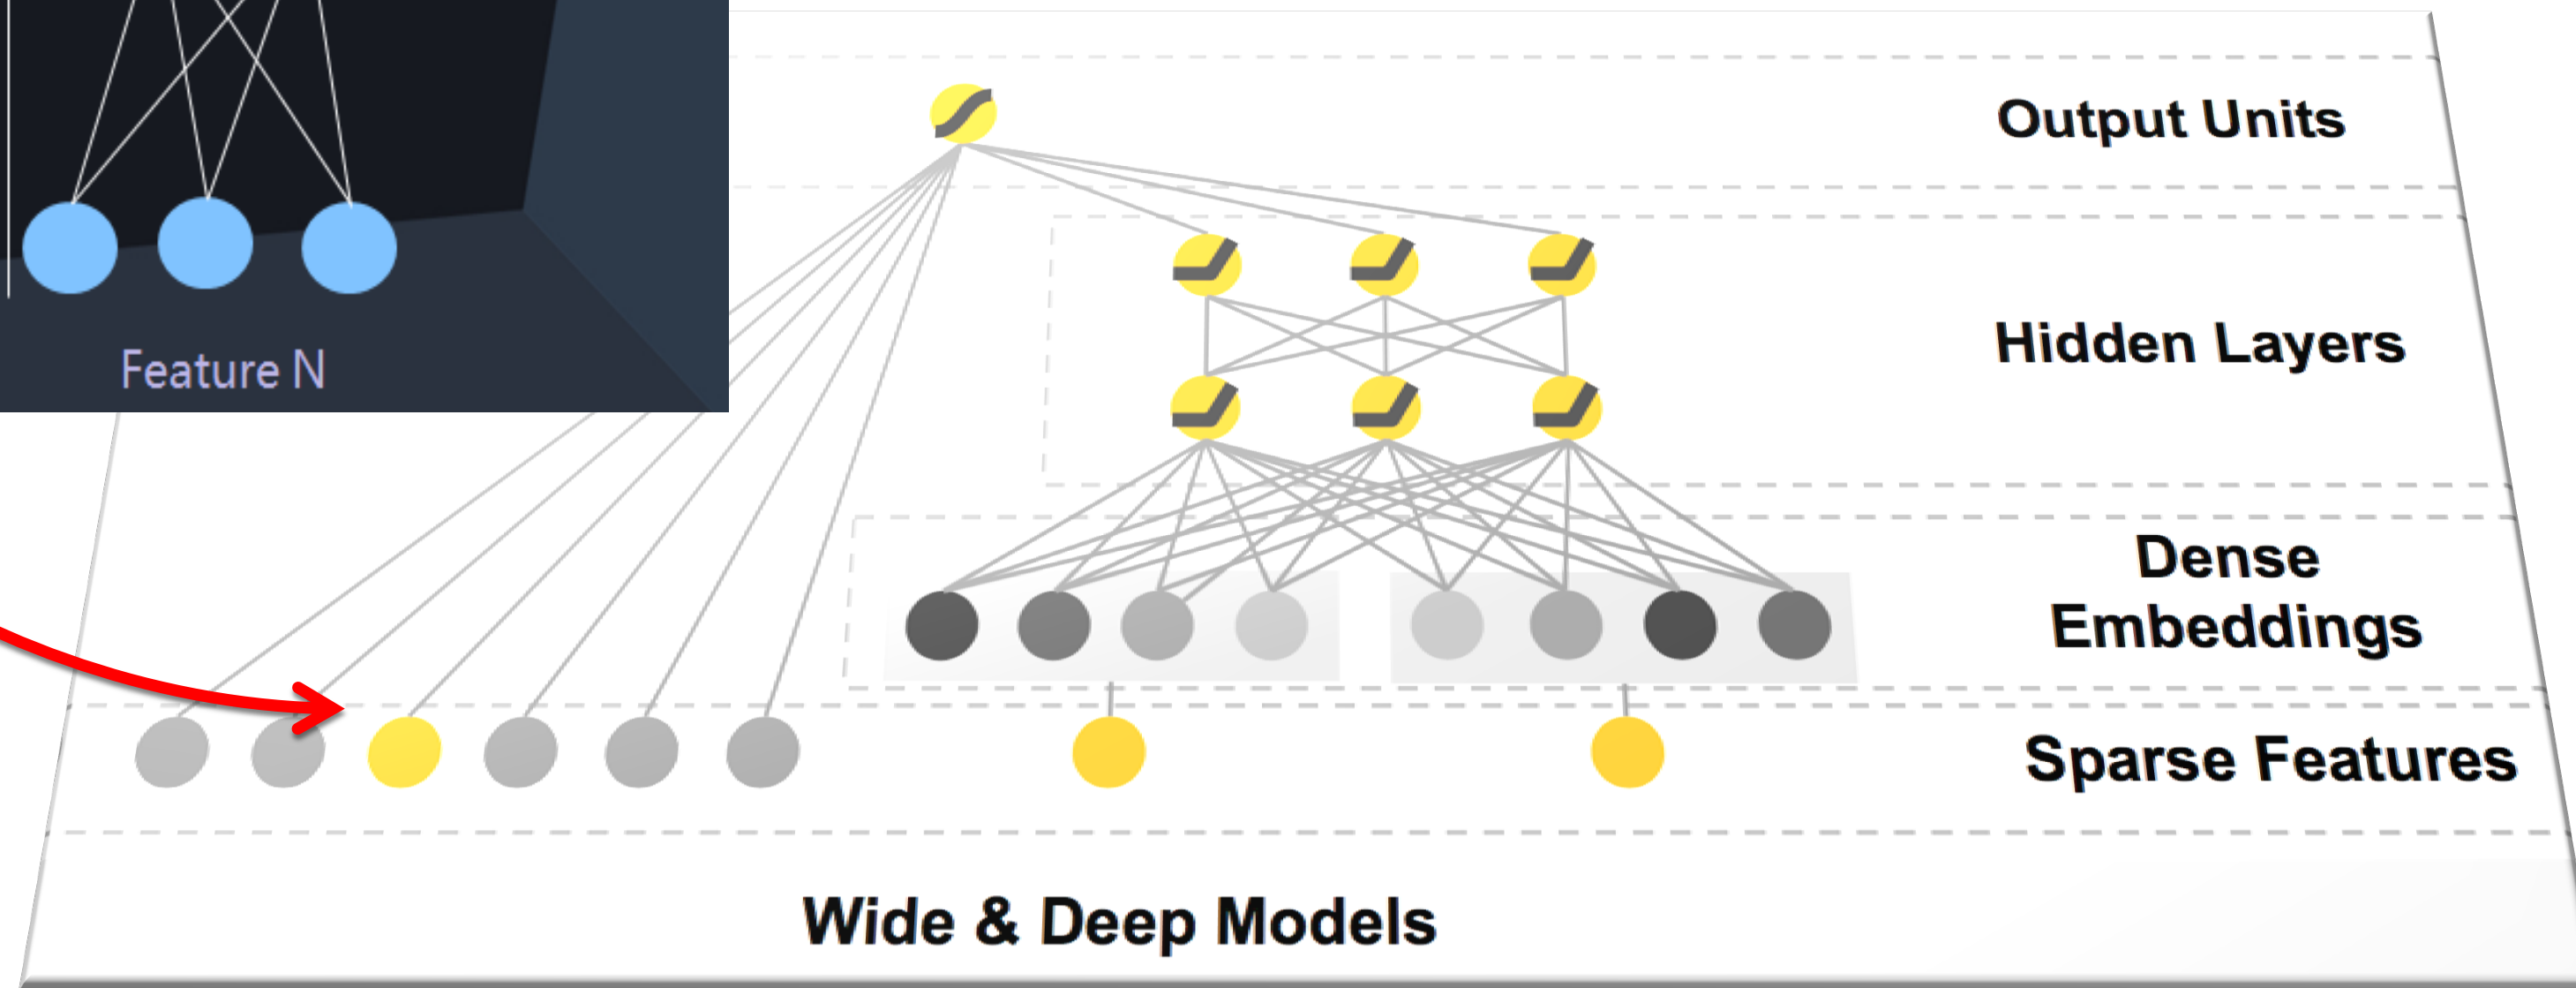 Output Units
Feature N
Hidden Layers
Dense
Embeddings
Sparse Features
Wide & Deep Models